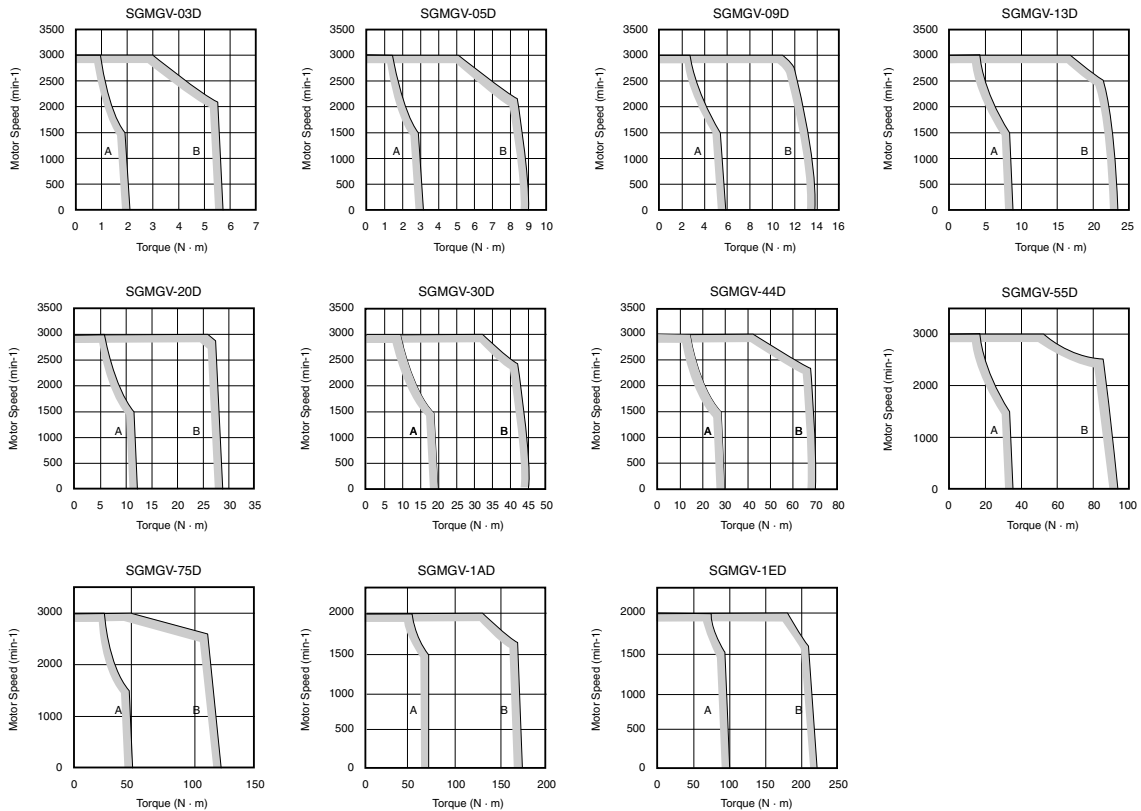 SGMGV-03D
3500
3000
2500
2000
1500
1000
500
0
Motor Speed (min-1)
A
B
0 1 2 3 4 5 6 7
Torque (N · m)
SGMGV-05D
3500
3000
2500
2000
1500
1000
500
0
Motor Speed (min-1)
A
B
0 1 2 3 4 5 6 7 8 9 10
Torque (N · m)
SGMGV-09D
3500
3000
2500
2000
1500
1000
500
0
Motor Speed (min-1)
A
B
0 2 4 6 8 10 12 14 16
Torque (N · m)
SGMGV-13D
3500
3000
2500
2000
1500
1000
500
0
Motor Speed (min-1)
A
B
0 5 10 15 20 25
Torque (N · m)
SGMGV-20D
3500
3000
2500
2000
1500
1000
500
0
Motor Speed (min-1)
A
B
0 5 10 15 20 25 30 35
Torque (N · m)
SGMGV-30D
3500
3000
2500
2000
1500
1000
500
0
Motor Speed (min-1)
A
B
0 5 10 15 20 25 30 35 40 45 50
Torque (N · m)
SGMGV-44D
3500
3000
2500
2000
1500
1000
500
0
Motor Speed (min-1)
A
B
0 10 20 30 40 50 60 70 80
Torque (N · m)
SGMGV-55D
3000
2000
1000
0
Motor Speed (min-1)
A
B
0 20 40 60 80 100
Torque (N · m)
SGMGV-75D
3000
2000
1000
0
Motor Speed (min-1)
A
B
0 50 100 150
Torque (N · m)
SGMGV-1AD
2000
1500
1000
500
0
Motor Speed (min-1)
A
B
0 50 100 150 200
Torque (N · m)
SGMGV-1ED
2000
1500
1000
500
0
Motor Speed (min-1)
A
B
0 50 100 150 200 250
Torque (N · m)